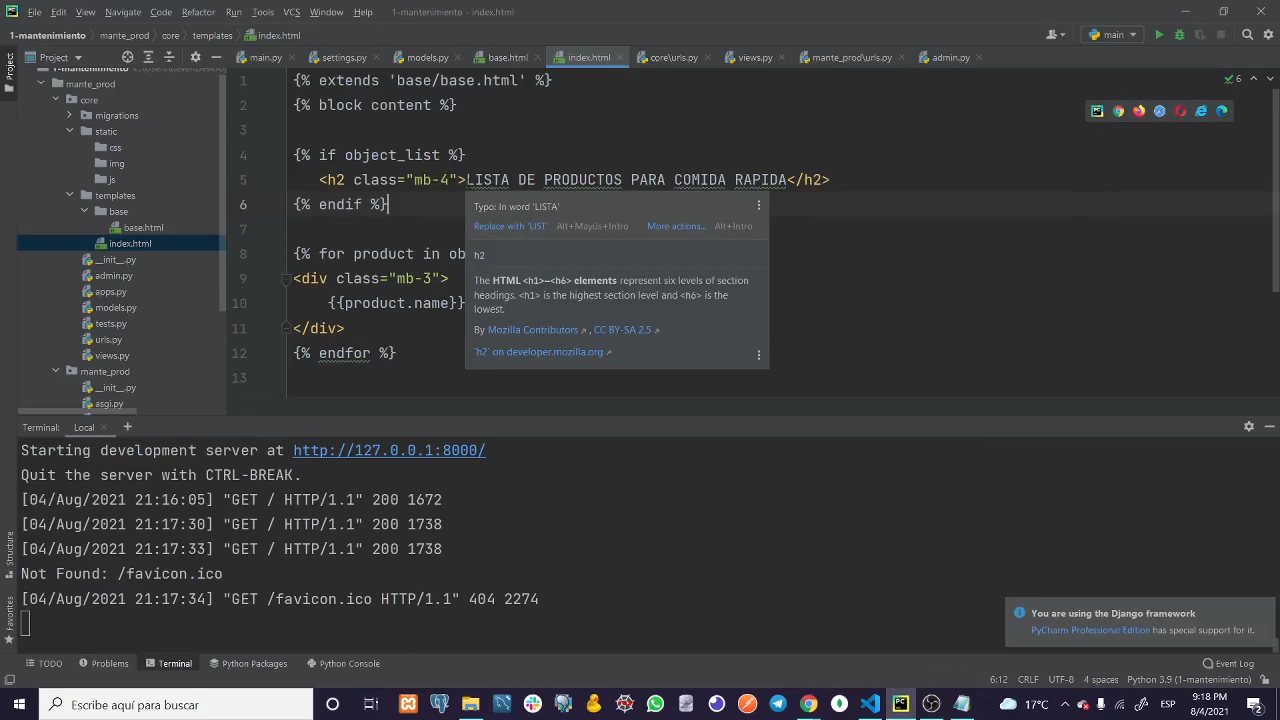 File Edit View Navigate Code Refactor Run Tools VCS Window Help 1-mantenimiento - index.html
1-mantenimiento mante_prod core templates index.html main
Project main.py settings.py models.py base.html index.html core\urls.py views.py mante_prod\urls.py admin.py
Project
mante_prod
core
migrations
static
css
img
js
templates
base
base.html
index.html
__init__.py
admin.py
apps.py
models.py
tests.py
urls.py
views.py
mante_prod
__init__.py
asgi.py
6
1 {% extends 'base/base.html' %}
2 {% block content %}
3
4 {% if object_list %}
5 <h2 class="mb-4">LISTA DE PRODUCTOS PARA COMIDA RAPIDA</h2>
6 {% endif %}
7
8 {% for product in ob
9 <div class="mb-3">
10 {{product.name}}
11 </div>
12 {% endfor %}
13
Typo: In word 'LISTA'
Replace with 'LIST' Alt+Mayús+Intro More actions... Alt+Intro
h2
The HTML <h1>–<h6> elements represent six levels of section
headings. <h1> is the highest section level and <h6> is the
lowest.
By Mozilla Contributors , CC BY-SA 2.5
'h2' on developer.mozilla.org
Terminal: Local
Starting development server at http://127.0.0.1:8000/
Quit the server with CTRL-BREAK.
[04/Aug/2021 21:16:05] "GET / HTTP/1.1" 200 1672
[04/Aug/2021 21:17:30] "GET / HTTP/1.1" 200 1738
[04/Aug/2021 21:17:33] "GET / HTTP/1.1" 200 1738
Not Found: /favicon.ico
[04/Aug/2021 21:17:34] "GET /favicon.ico HTTP/1.1" 404 2274
Structure
Favorites
You are using the Django framework
PyCharm Professional Edition has special support for it.
TODO Problems Terminal Python Packages Python Console Event Log
6:12 CRLF UTF-8 4 spaces Python 3.9 (1-mantenimiento)
Escribe aquí para buscar
17°C
ESP
9:18 PM
8/4/2021